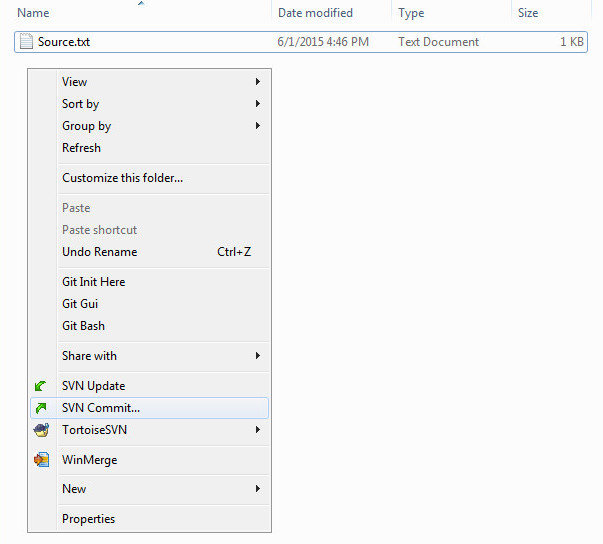 Name Date modified Type Size
Source.txt 6/1/2015 4:46 PM Text Document 1 KB
View
Sort by
Group by
Refresh
Customize this folder...
Paste
Paste shortcut
Undo Rename Ctrl+Z
Git Init Here
Git Gui
Git Bash
Share with
SVN Update
SVN Commit...
TortoiseSVN
WinMerge
New
Properties